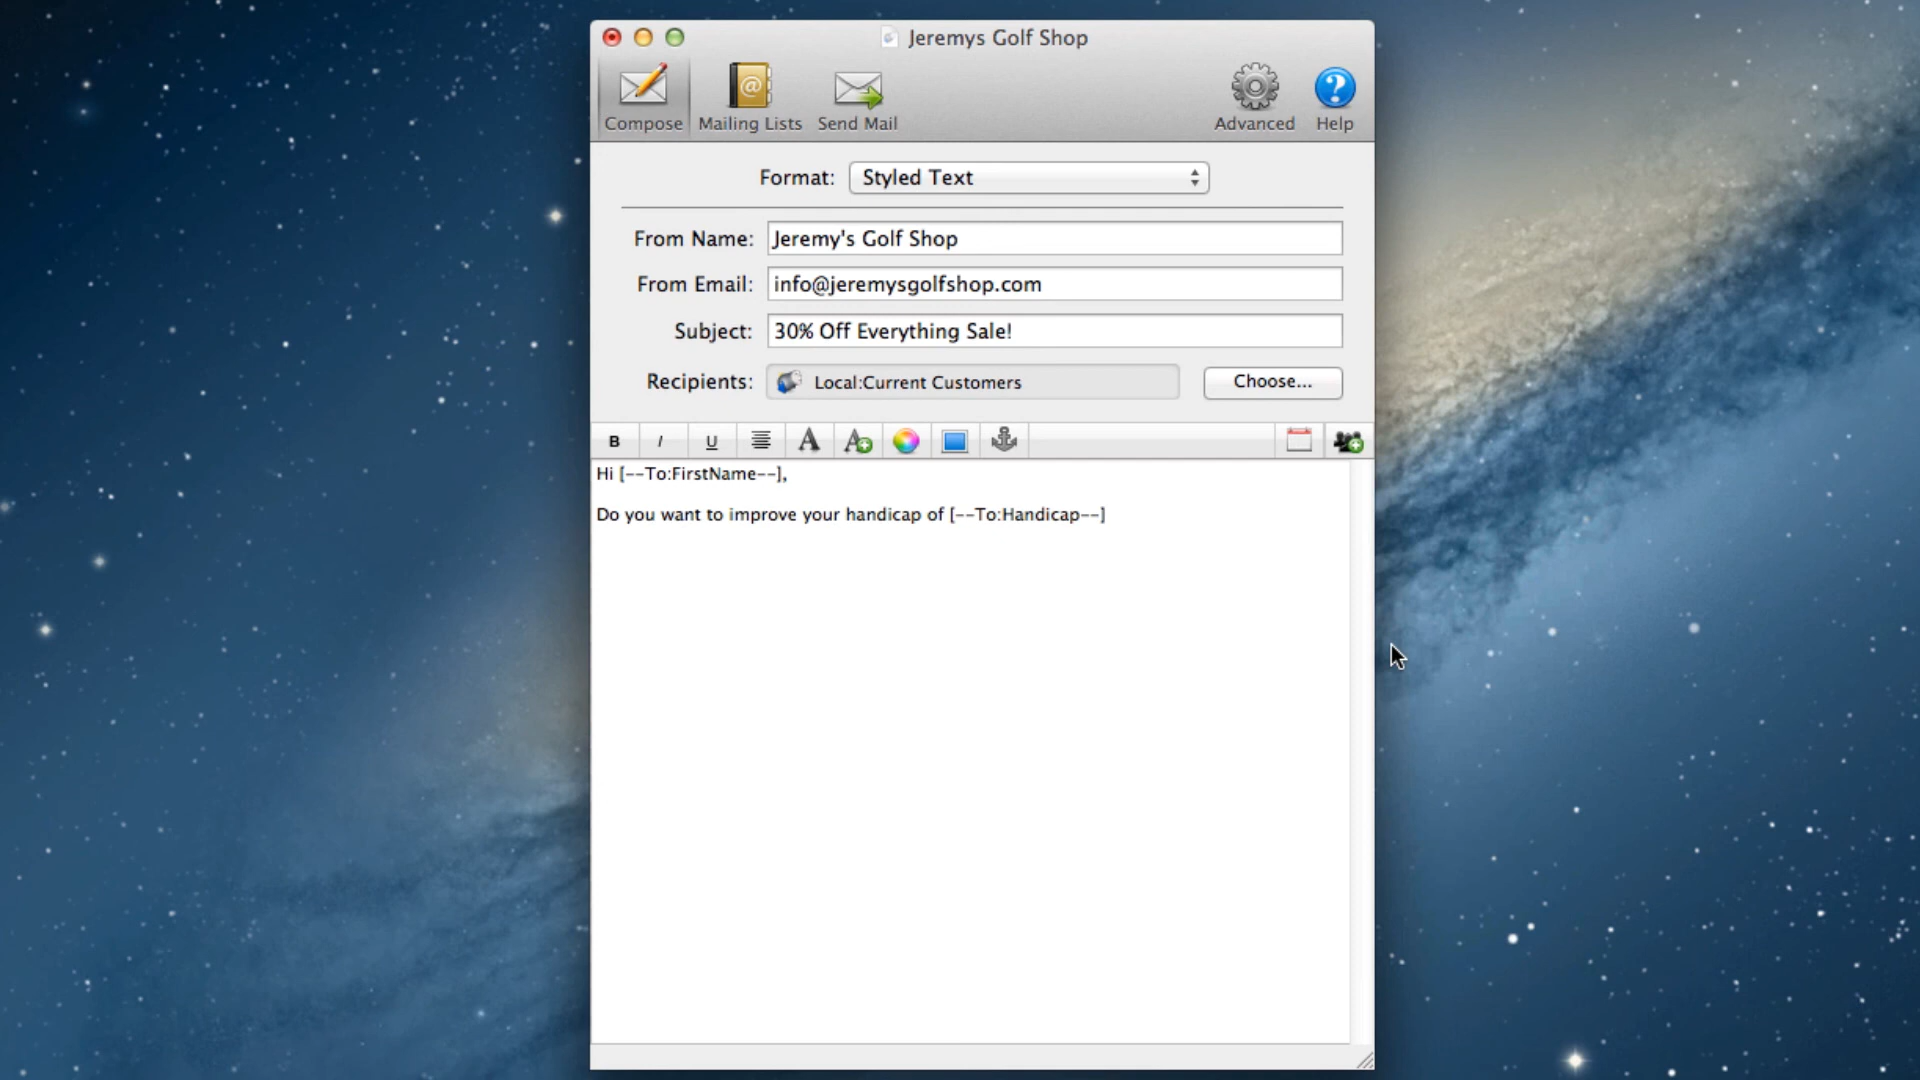 Jeremys Golf Shop
Compose Mailing Lists Send Mail Advanced Help
Format: Styled Text
From Name: Jeremy's Golf Shop
From Email: info@jeremysgolfshop.com
Subject: 30% Off Everything Sale!
Recipients: Local:Current Customers Choose...
B I U A A
Hi [--To:FirstName--],
Do you want to improve your handicap of [--To:Handicap--]